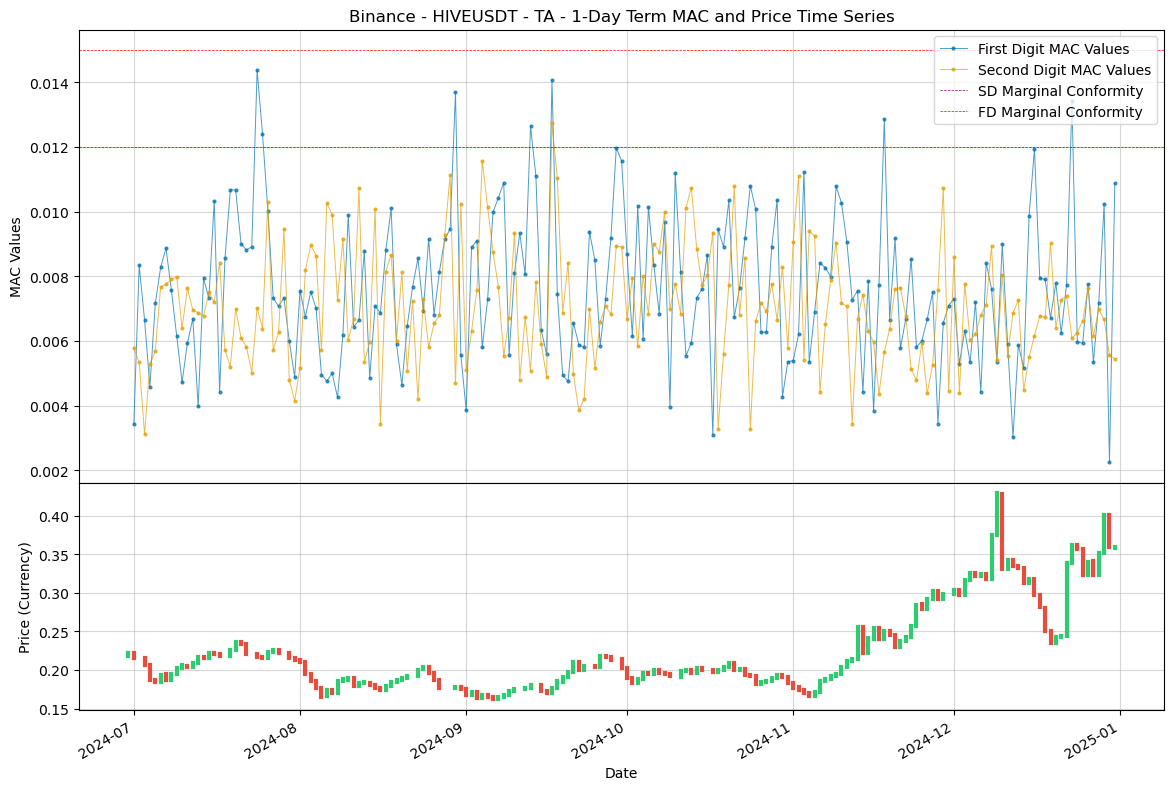 Binance - HIVEUSDT - TA - 1-Day Term MAC and Price Time Series
First Digit MAC Values
Second Digit MAC Values
SD Marginal Conformity
FD Marginal Conformity
MAC Values
0.014
0.012
0.010
0.008
0.006
0.004
0.002
Price (Currency)
0.40
0.35
0.30
0.25
0.20
0.15
2024-07
2024-08
2024-09
2024-10
2024-11
2024-12
2025-01
Date